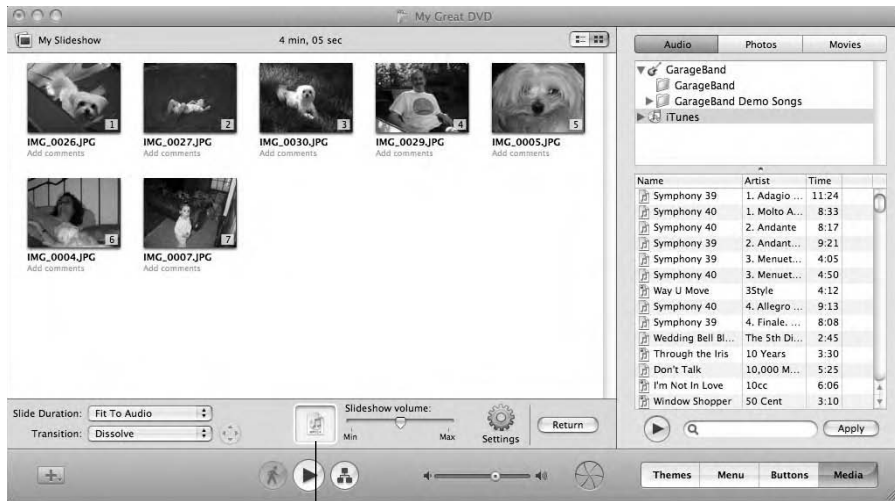 My Great DVD
My Slideshow
4 min, 05 sec
1
IMG_0026.JPG
Add comments
2
IMG_0027.JPG
Add comments
3
IMG_0030.JPG
Add comments
4
IMG_0029.JPG
Add comments
5
IMG_0005.JPG
Add comments
6
IMG_0004.JPG
Add comments
7
IMG_0007.JPG
Add comments
Slide Duration: Fit To Audio
Transition: Dissolve
Slideshow volume:
Min Max
Settings
Return
Audio Photos Movies
GarageBand
GarageBand
GarageBand Demo Songs
iTunes
Name Artist Time
Symphony 39 1. Adagio ... 11:24
Symphony 40 1. Molto A... 8:33
Symphony 40 2. Andante 8:17
Symphony 39 2. Andant... 9:21
Symphony 39 3. Menuet... 4:05
Symphony 40 3. Menuet... 4:50
Way U Move 3Style 4:12
Symphony 40 4. Allegro ... 9:13
Symphony 39 4. Finale. ... 8:08
Wedding Bell Bl... The 5th Di... 2:45
Through the Iris 10 Years 3:30
Don't Talk 10,000 M... 5:25
I'm Not In Love 10cc 6:06
Window Shopper 50 Cent 3:10
Apply
Themes Menu Buttons Media